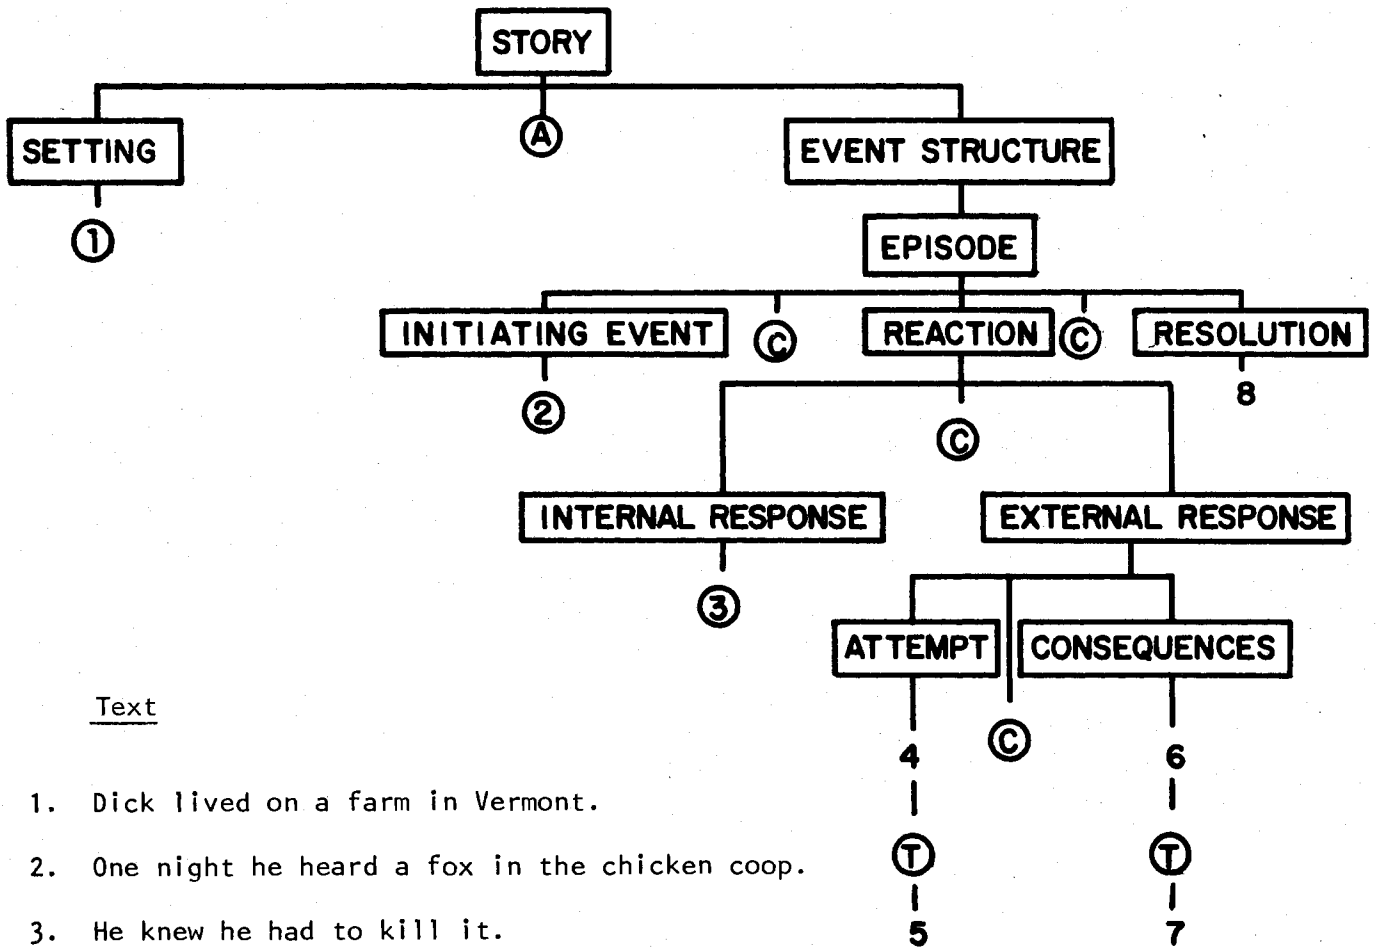 STORY
SETTING A EVENT STRUCTURE
1
EPISODE
INITIATING EVENT C REACTION C RESOLUTION
2 8
C
INTERNAL RESPONSE EXTERNAL RESPONSE
3
ATTEMPT CONSEQUENCES
Text
C
4 6
1. Dick lived on a farm in Vermont.
T T
2. One night he heard a fox in the chicken coop.
3. He knew he had to kill it.
5 7